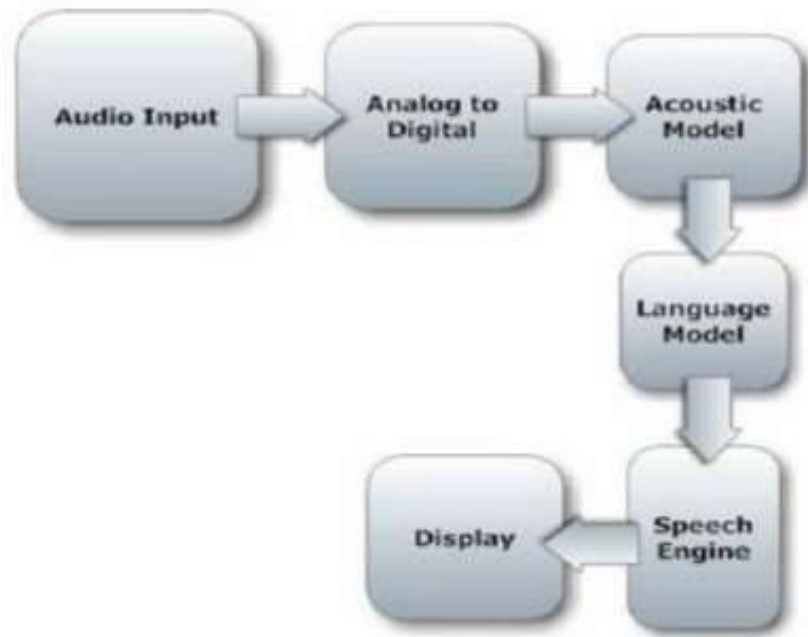 Audio Input
Analog to
Digital
Acoustic
Model
Language
Model
Speech
Engine
Display